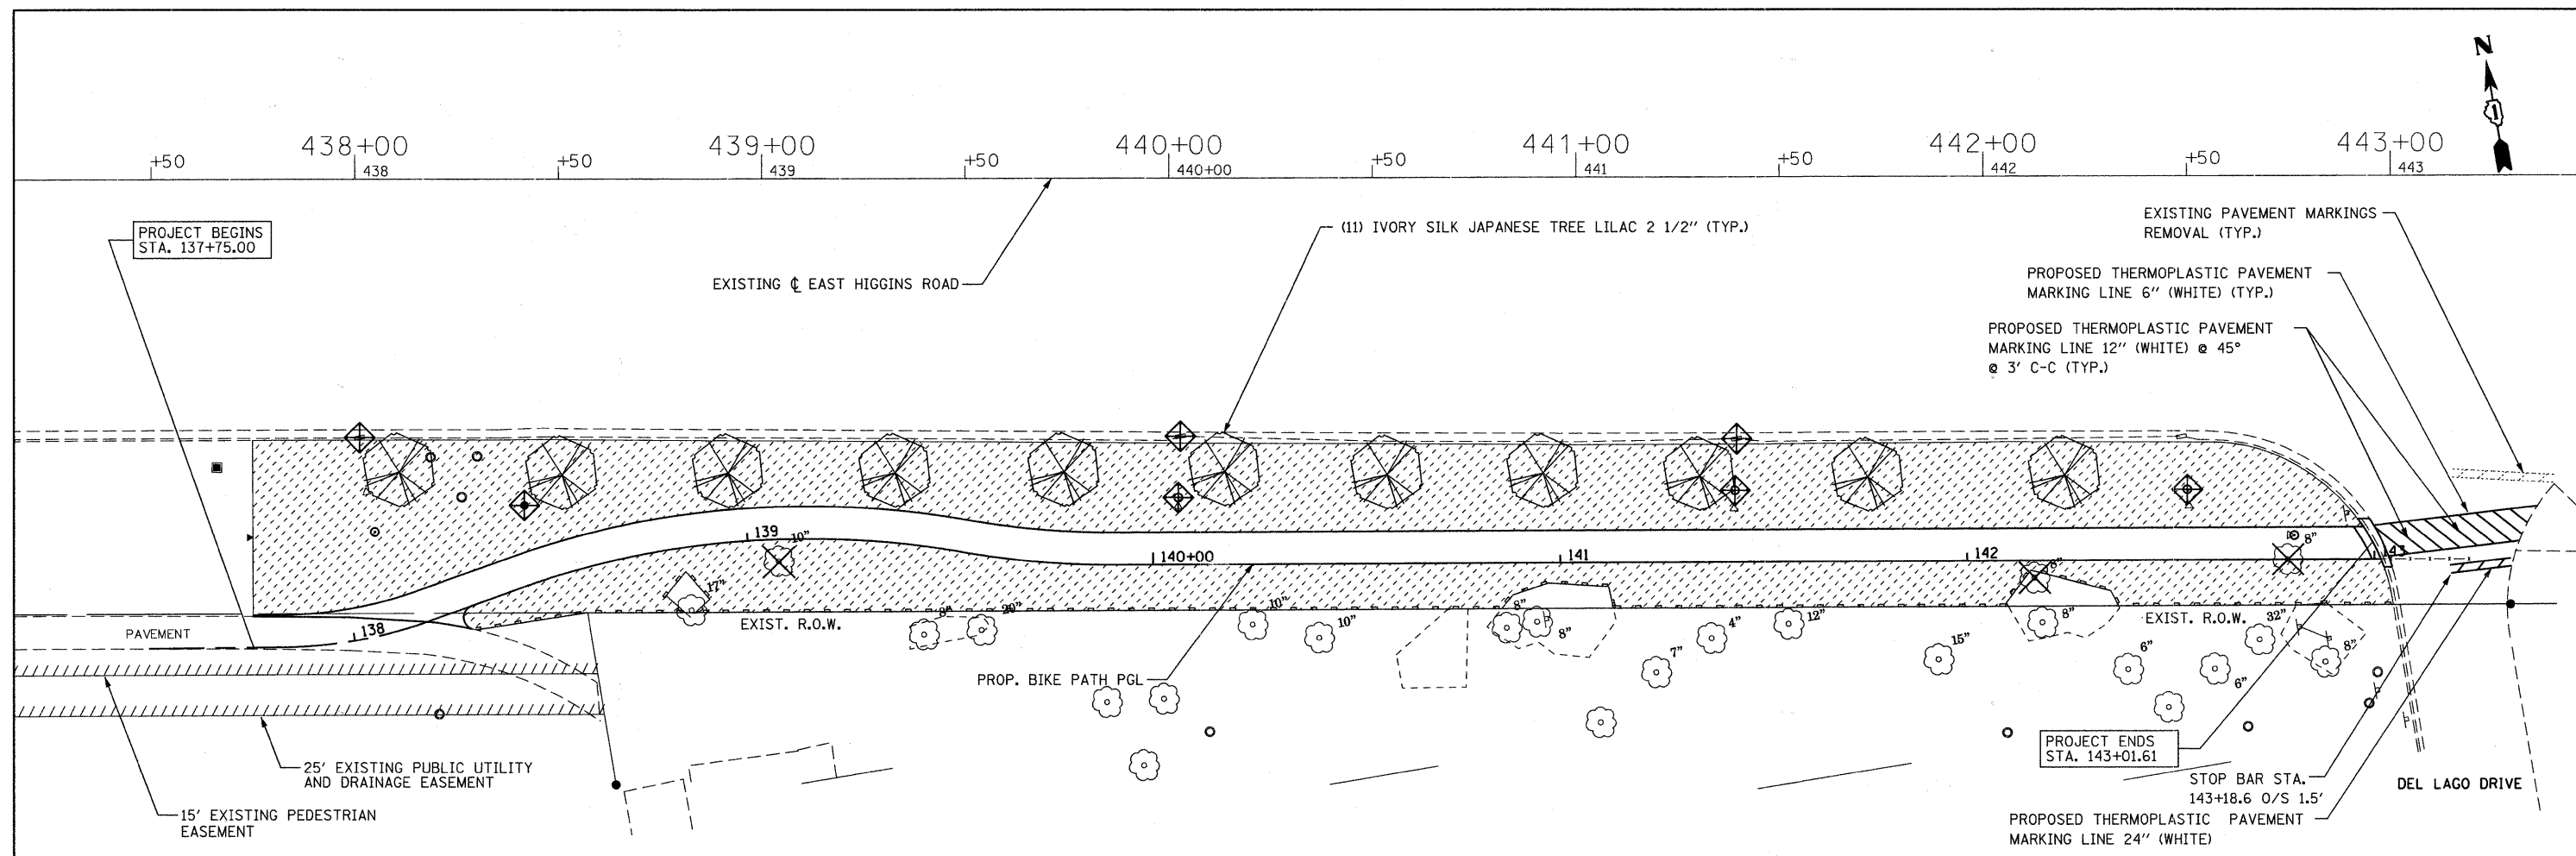 N
1
438+00
439+00
440+00
441+00
442+00
443+00
+50
+50
+50
+50
+50
+50
438
439
440+00
441
442
443
PROJECT BEGINS
STA. 137+75.00
EXISTING ℄ EAST HIGGINS ROAD
(11) IVORY SILK JAPANESE TREE LILAC 2 1/2" (TYP.)
EXISTING PAVEMENT MARKINGS
REMOVAL (TYP.)
PROPOSED THERMOPLASTIC PAVEMENT
MARKING LINE 6" (WHITE) (TYP.)
PROPOSED THERMOPLASTIC PAVEMENT
MARKING LINE 12" (WHITE) @ 45°
@ 3' C-C (TYP.)
139
10"
140+00
141
142
8"
143
8"
17"
138
PAVEMENT
EXIST. R.O.W.
8"
20"
10"
10"
8"
8"
7"
4"
12"
15"
8"
EXIST. R.O.W.
32"
6"
6"
8"
PROP. BIKE PATH PGL
25' EXISTING PUBLIC UTILITY
AND DRAINAGE EASEMENT
15' EXISTING PEDESTRIAN
EASEMENT
PROJECT ENDS
STA. 143+01.61
STOP BAR STA.
143+18.6 O/S 1.5'
DEL LAGO DRIVE
PROPOSED THERMOPLASTIC PAVEMENT
MARKING LINE 24" (WHITE)